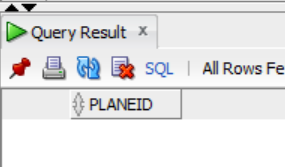 Query Result x
SQL | All Rows Fe
PLANEID